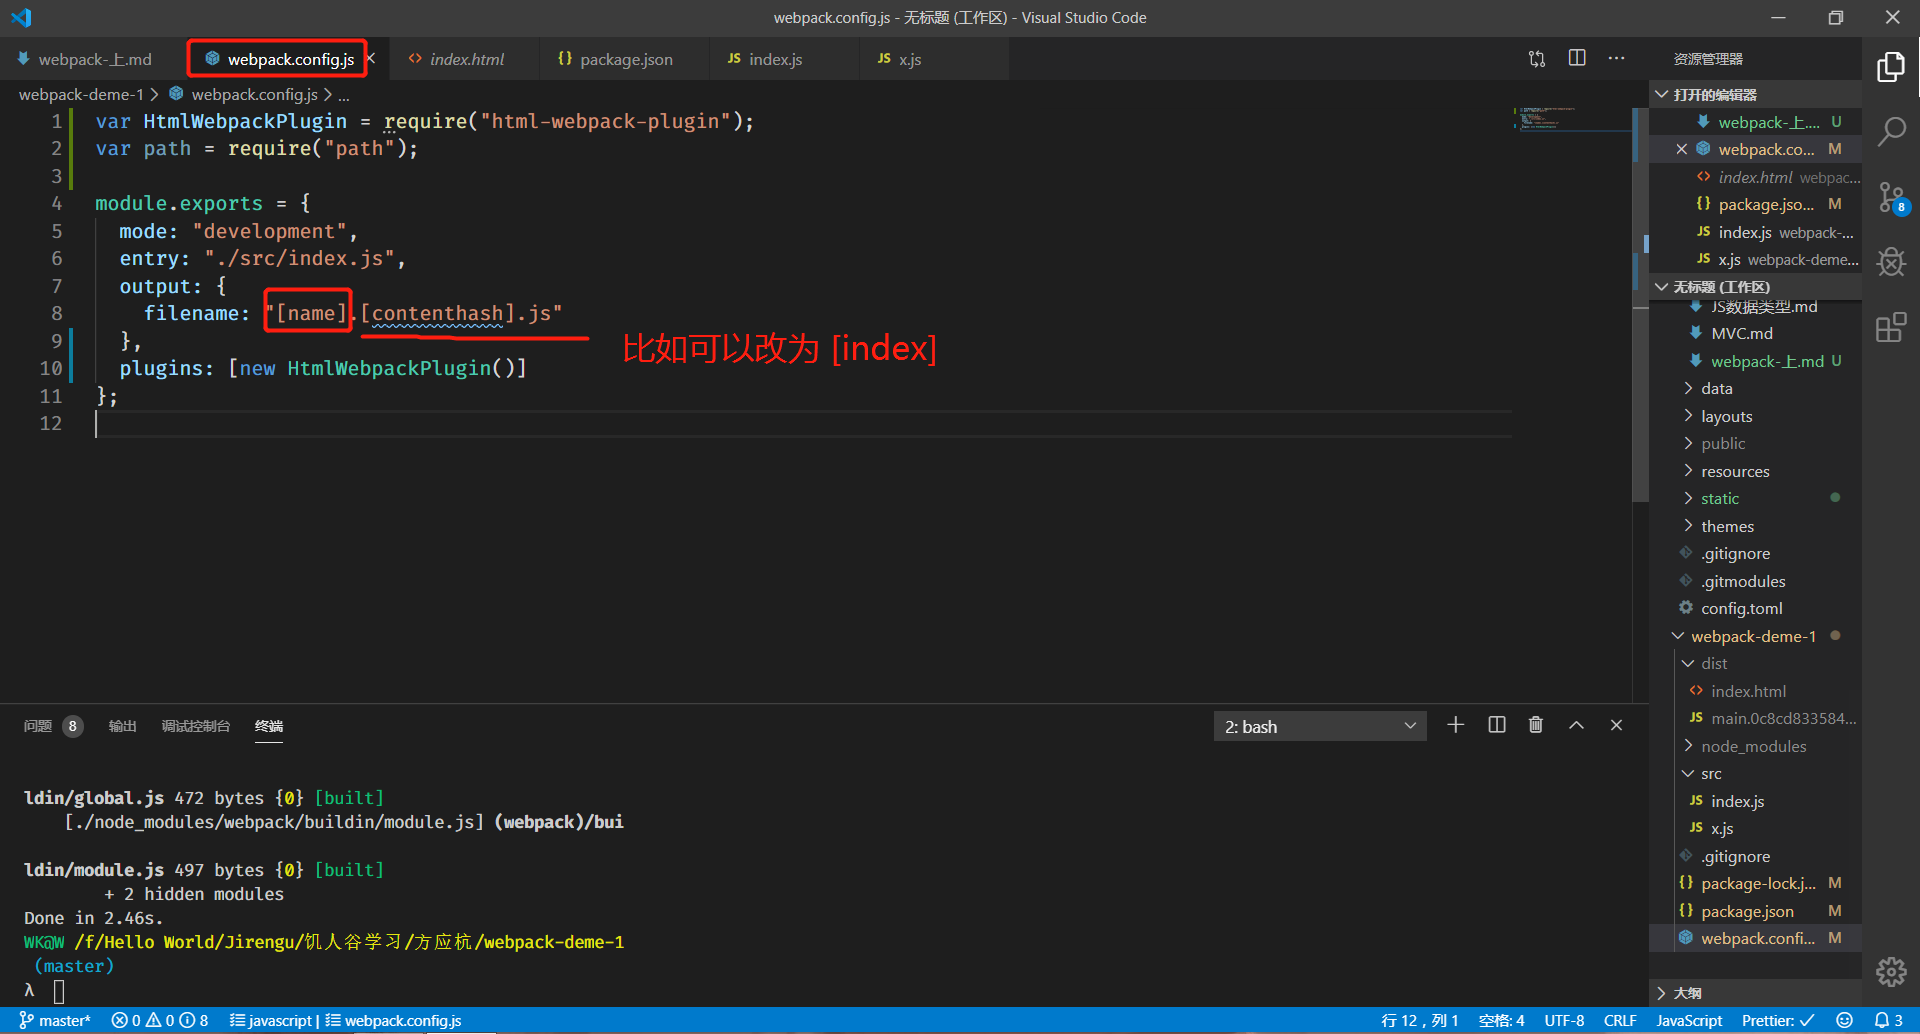 webpack.config.js - 无标题 (工作区) - Visual Studio Code
webpack-上.md
webpack.config.js
index.html
package.json
JS index.js
JS x.js
webpack-deme-1 > webpack.config.js > ...
1 var HtmlWebpackPlugin = require("html-webpack-plugin");
2 var path = require("path");
3
4 module.exports = {
5 mode: "development",
6 entry: "./src/index.js",
7 output: {
8 filename: "[name].[contenthash].js"
9 },
10 plugins: [new HtmlWebpackPlugin()]
11 };
12
比如可以改为 [index]
问题 8 输出 调试控制台 终端
2: bash
ldin/global.js 472 bytes {0} [built]
[./node_modules/webpack/buildin/module.js] (webpack)/bui
ldin/module.js 497 bytes {0} [built]
+ 2 hidden modules
Done in 2.46s.
WK@W /f/Hello World/Jirengu/饥人谷学习/方应杭/webpack-deme-1
(master)
λ
资源管理器
打开的编辑器
webpack-上.... U
webpack.co... M
index.html webpac...
package.jso... M
JS index.js webpack-...
JS x.js webpack-deme...
无标题 (工作区)
JS数据类型.md
MVC.md
webpack-上.md U
data
layouts
public
resources
static
themes
.gitignore
.gitmodules
config.toml
webpack-deme-1
dist
index.html
JS main.0c8cd833584...
node_modules
src
JS index.js
JS x.js
.gitignore
package-lock.j... M
package.json M
webpack.confi... M
大纲
8
master* 0 0 8 javascript | webpack.config.js
行 12，列 1 空格: 4 UTF-8 CRLF JavaScript Prettier: ✓ 3